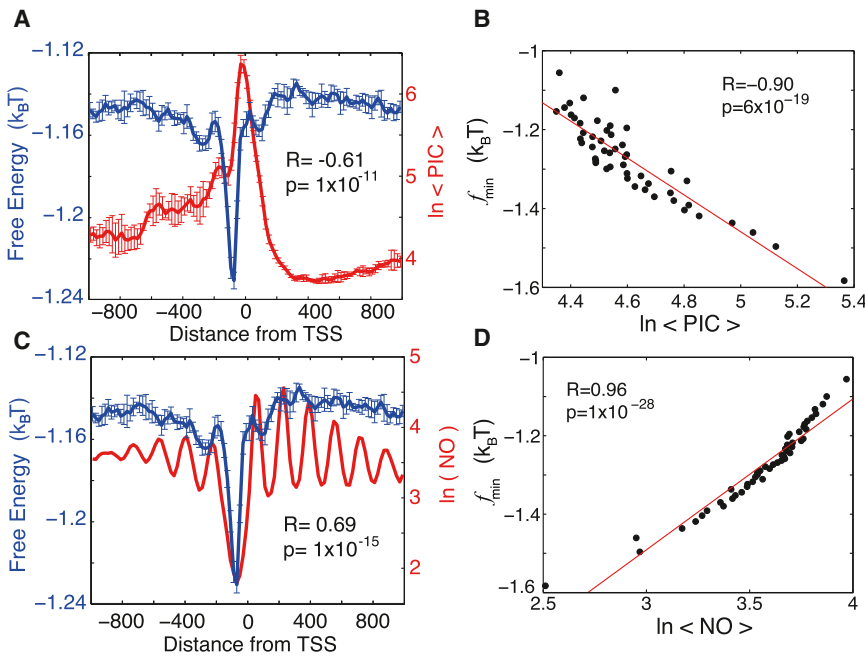 A
Free Energy (kBT)
−1.12
−1.16
−1.2
−1.24
6
5
4
ln < PIC >
R= -0.61
p= 1x10-11
−800
−400
0
400
800
Distance from TSS
B
fmin (kBT)
−1
−1.2
−1.4
−1.6
R=−0.90
p=6x10−19
4.4
4.6
4.8
5
5.2
5.4
ln < PIC >
C
Free Energy (kBT)
−1.12
−1.16
−1.2
−1.24
5
4
3
2
ln ( NO )
R= 0.69
p= 1x10-15
−800
−400
0
400
800
Distance from TSS
D
fmin (kBT)
−1
−1.2
−1.4
−1.6
R=0.96
p=1x10−28
2.5
3
3.5
4
ln < NO >